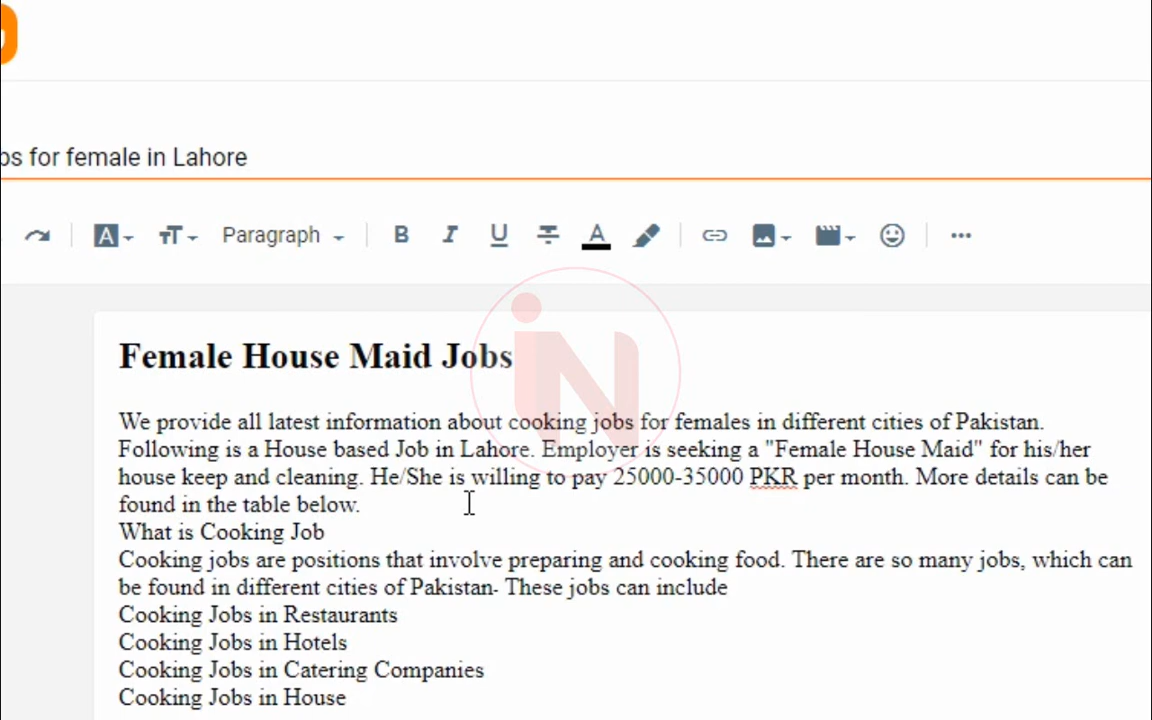 bs for female in Lahore
Paragraph
Female House Maid Jobs
We provide all latest information about cooking jobs for females in different cities of Pakistan.
Following is a House based Job in Lahore. Employer is seeking a "Female House Maid" for his/her
house keep and cleaning. He/She is willing to pay 25000-35000 PKR per month. More details can be
found in the table below.
What is Cooking Job
Cooking jobs are positions that involve preparing and cooking food. There are so many jobs, which can
be found in different cities of Pakistan- These jobs can include
Cooking Jobs in Restaurants
Cooking Jobs in Hotels
Cooking Jobs in Catering Companies
Cooking Jobs in House
iN